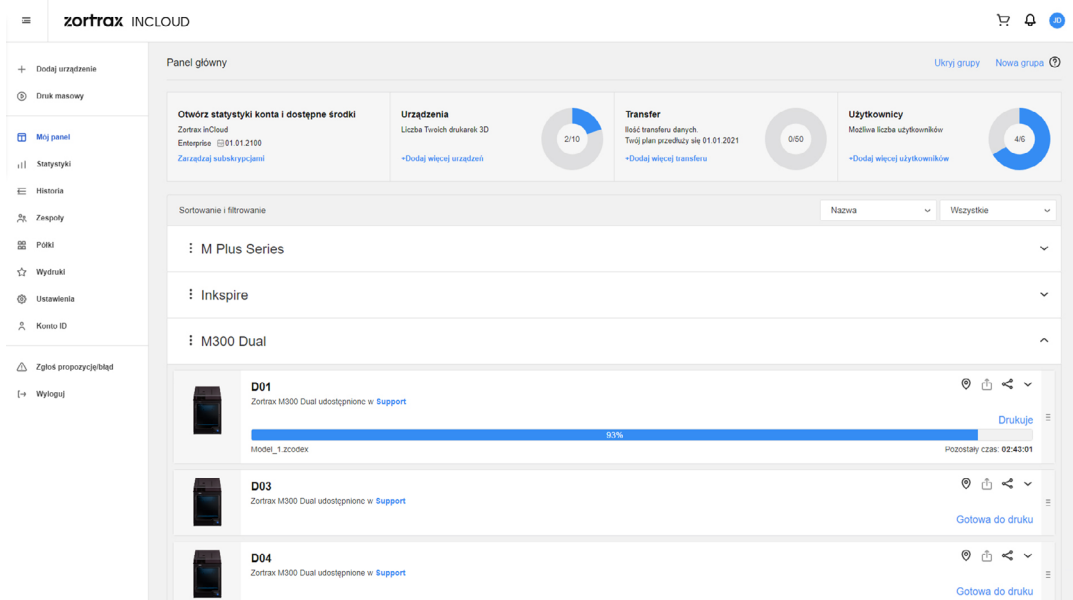 zortrax INCLOUD
JD
Dodaj urządzenie
Druk masowy
Mój panel
Statystyki
Historia
Zespoły
Półki
Wydruki
Ustawienia
Konto ID
Zgłoś propozycję/błąd
Wyloguj
Panel główny
Ukryj grupy
Nowa grupa
Otwórz statystyki konta i dostępne środki
Zortrax inCloud
Enterprise 01.01.2100
Zarządzaj subskrypcjami
Urządzenia
Liczba Twoich drukarek 3D
+Dodaj więcej urządzeń
2/10
Transfer
Ilość transferu danych.
Twój plan przedłuży się 01.01.2021
+Dodaj więcej transferu
0/50
Użytkownicy
Możliwa liczba użytkowników
+Dodaj więcej użytkowników
4/6
Sortowanie i filtrowanie
Nazwa
Wszystkie
M Plus Series
Inkspire
M300 Dual
D01
Zortrax M300 Dual udostępnione w Support
Drukuje
93%
Model_1.zcodex
Pozostały czas: 02:43:01
D03
Zortrax M300 Dual udostępnione w Support
Gotowa do druku
D04
Zortrax M300 Dual udostępnione w Support
Gotowa do druku